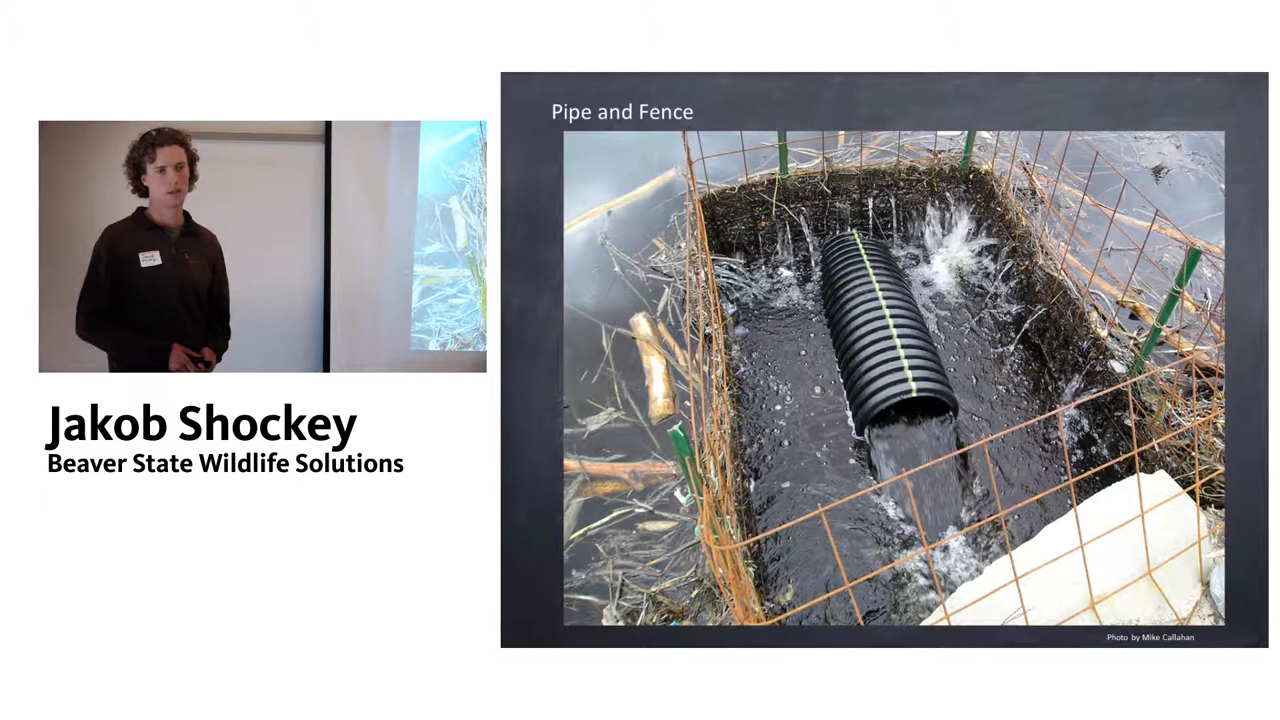 Pipe and Fence
Jakob Shockey
Beaver State Wildlife Solutions
Photo by Mike Callahan